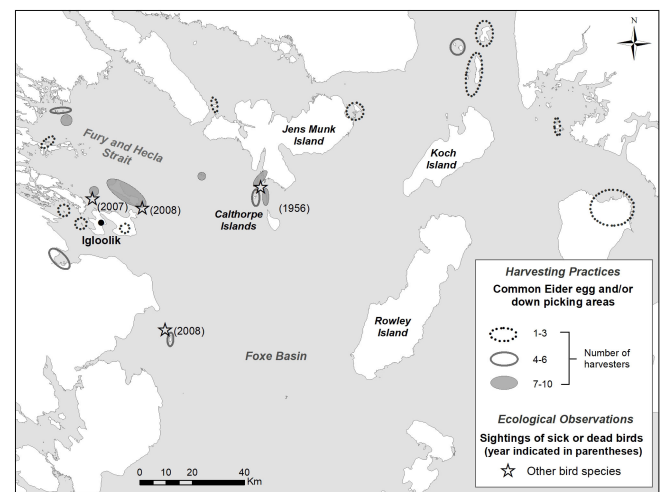 N
Jens Munk
Island
Fury and Hecla
Strait
Koch
Island
(2007)
(2008)
Calthorpe
Islands
(1956)
Igloolik
(2008)
Rowley
Island
Foxe Basin
Harvesting Practices
Common Eider egg and/or
down picking areas
1-3
4-6
7-10
Number of
harvesters
Ecological Observations
Sightings of sick or dead birds
(year indicated in parentheses)
Other bird species
0 10 20 40
Km